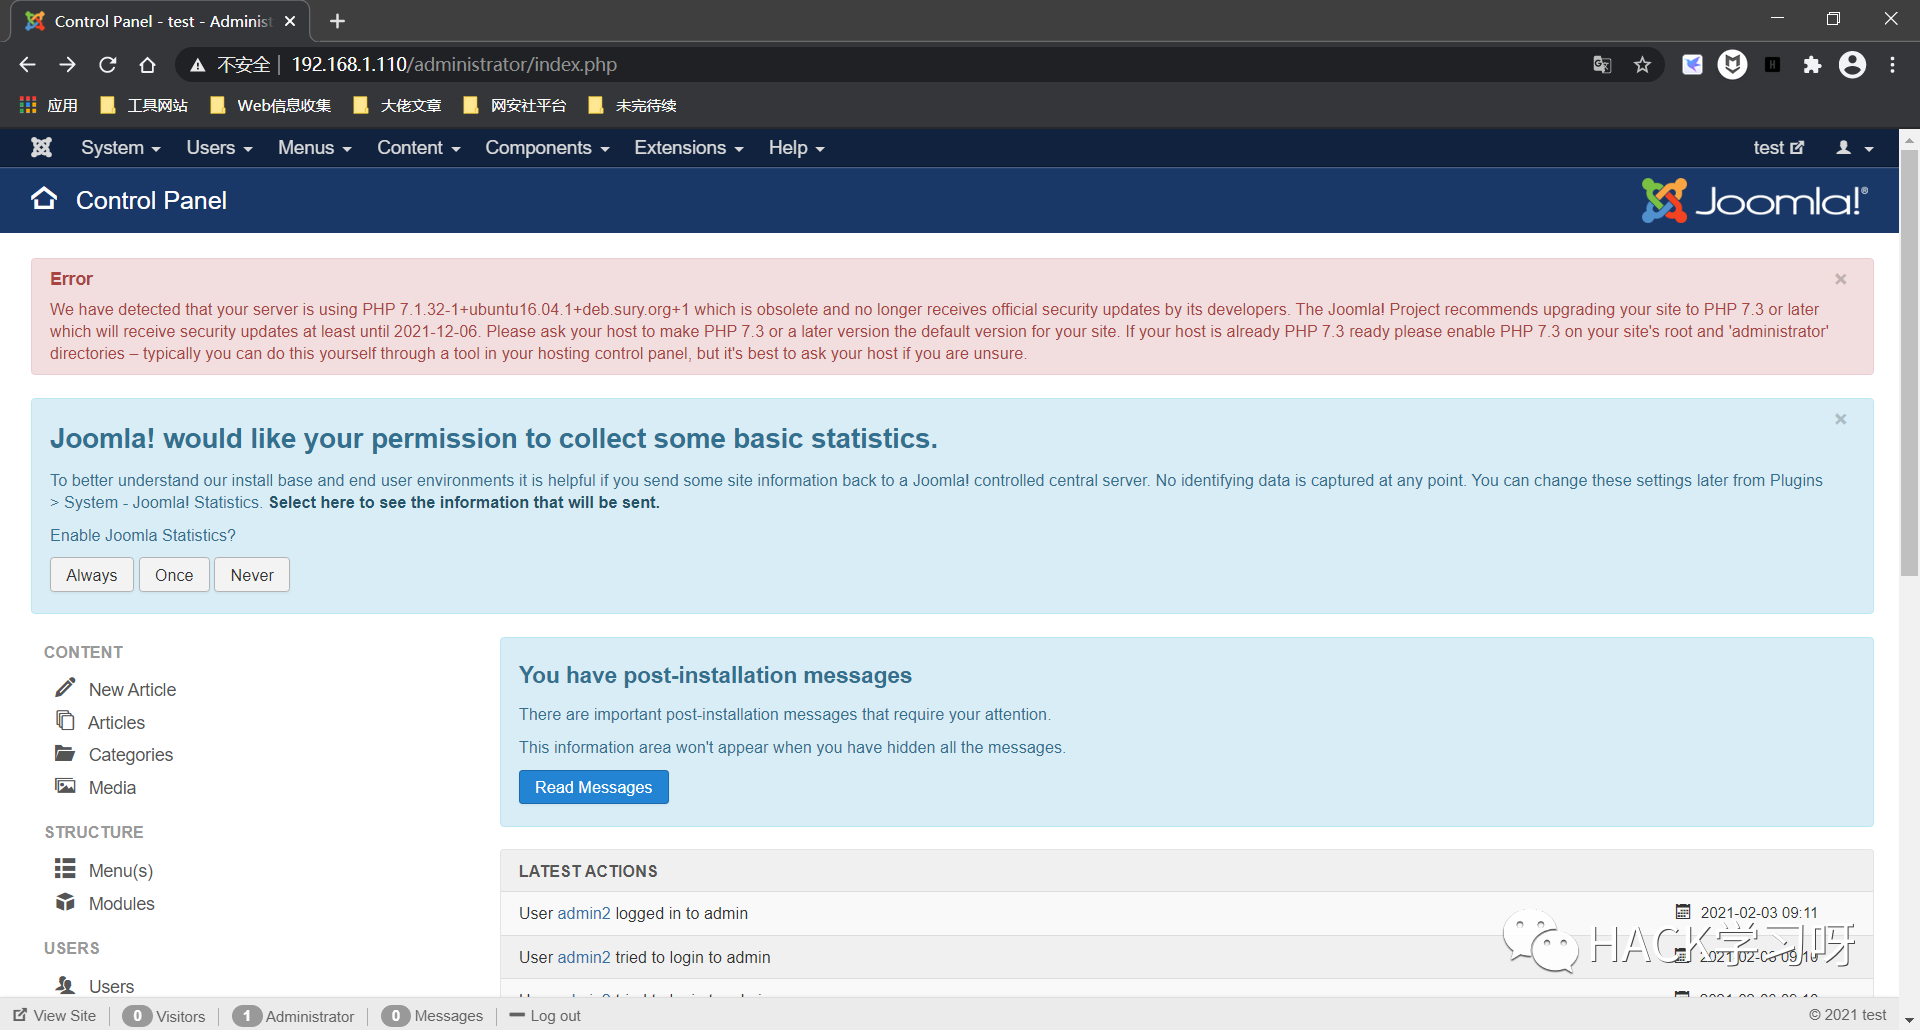 Control Panel - test - Administ
不安全 | 192.168.1.110/administrator/index.php
应用 工具网站 Web信息收集 大佬文章 网安社平台 未完待续
System Users Menus Content Components Extensions Help test
Control Panel
Joomla!®
Error
We have detected that your server is using PHP 7.1.32-1+ubuntu16.04.1+deb.sury.org+1 which is obsolete and no longer receives official security updates by its developers. The Joomla! Project recommends upgrading your site to PHP 7.3 or later
which will receive security updates at least until 2021-12-06. Please ask your host to make PHP 7.3 or a later version the default version for your site. If your host is already PHP 7.3 ready please enable PHP 7.3 on your site's root and 'administrator'
directories – typically you can do this yourself through a tool in your hosting control panel, but it's best to ask your host if you are unsure.
Joomla! would like your permission to collect some basic statistics.
To better understand our install base and end user environments it is helpful if you send some site information back to a Joomla! controlled central server. No identifying data is captured at any point. You can change these settings later from Plugins
> System - Joomla! Statistics. Select here to see the information that will be sent.
Enable Joomla Statistics?
Always Once Never
CONTENT
New Article
Articles
Categories
Media
STRUCTURE
Menu(s)
Modules
USERS
Users
You have post-installation messages
There are important post-installation messages that require your attention.
This information area won't appear when you have hidden all the messages.
Read Messages
LATEST ACTIONS
User admin2 logged in to admin 2021-02-03 09:11
User admin2 tried to login to admin 2021-02-03 09:10
HACK学习呀
View Site 0 Visitors 1 Administrator 0 Messages Log out © 2021 test